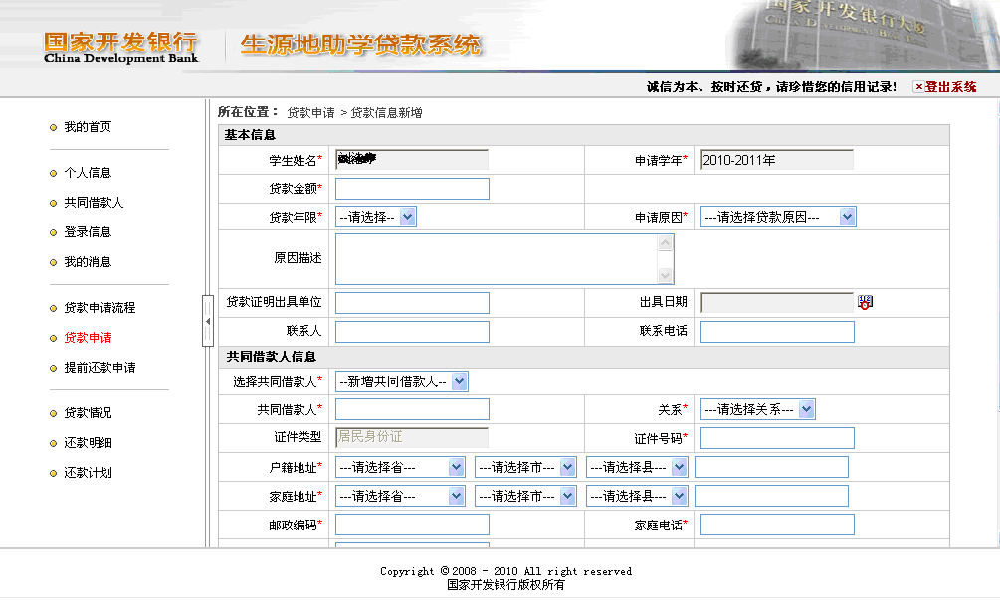 国家开发银行大厦
China Development Bank
国家开发银行
China Development Bank
生源地助学贷款系统
诚信为本、按时还贷，请珍惜您的信用记录！
登出系统
我的首页
个人信息
共同借款人
登录信息
我的消息
贷款申请流程
贷款申请
提前还款申请
贷款情况
还款明细
还款计划
所在位置： 贷款申请 > 贷款信息新增
基本信息
学生姓名* 申请学年* 2010-2011年
贷款金额*
贷款年限* --请选择-- 申请原因* ---请选择贷款原因---
原因描述
贷款证明出具单位 出具日期
联系人 联系电话
共同借款人信息
选择共同借款人* --新增共同借款人--
共同借款人* 关系* ---请选择关系---
证件类型 居民身份证 证件号码*
户籍地址* ---请选择省--- ---请选择市--- ---请选择县---
家庭地址* ---请选择省--- ---请选择市--- ---请选择县---
邮政编码* 家庭电话*
Copyright ©2008 - 2010 All right reserved
国家开发银行版权所有